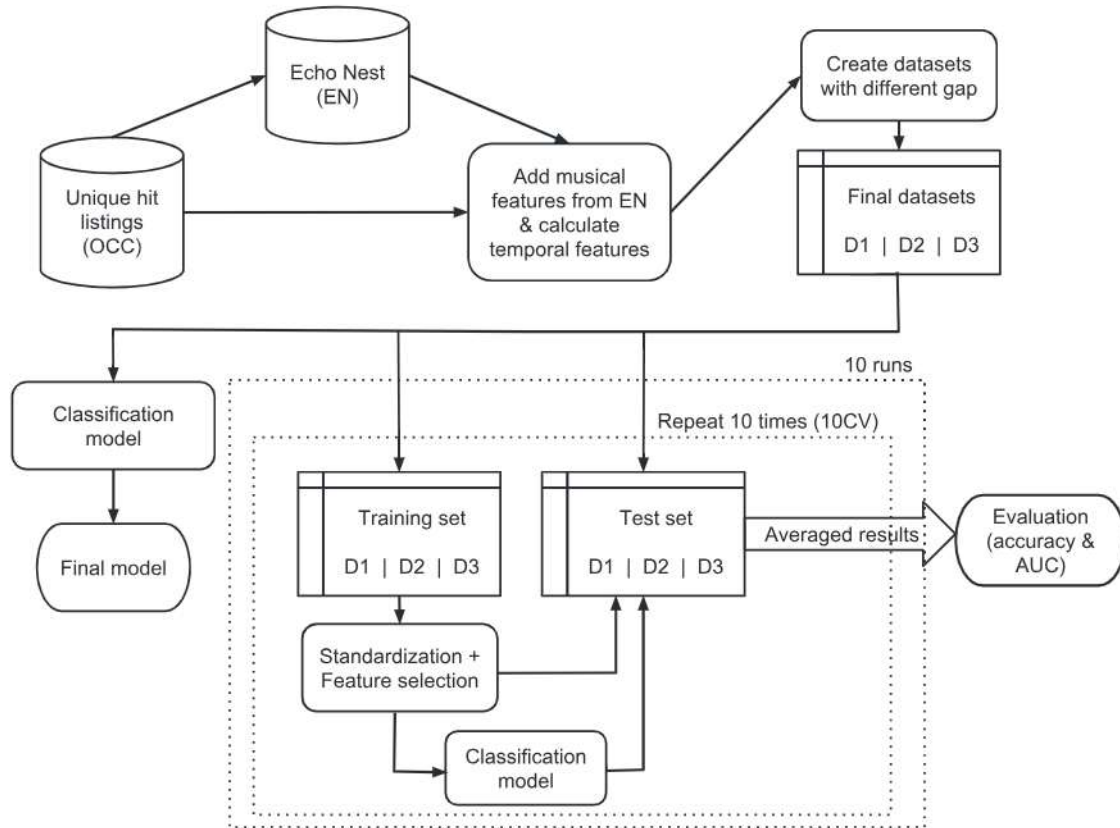 Echo Nest
(EN)
Create datasets
with different gap
Unique hit
listings
(OCC)
Add musical
features from EN
& calculate
temporal features
Final datasets
D1 | D2 | D3
10 runs
Classification
model
Repeat 10 times (10CV)
Training set
D1 | D2 | D3
Test set
D1 | D2 | D3
Averaged results
Evaluation
(accuracy &
AUC)
Final model
Standardization +
Feature selection
Classification
model